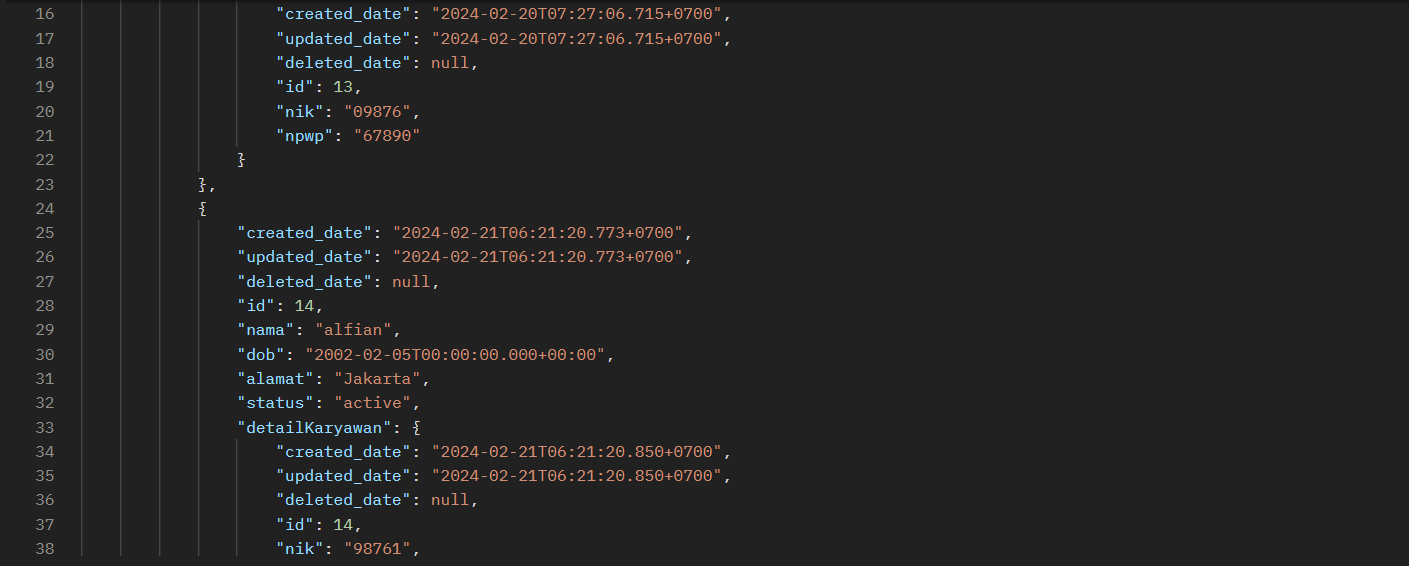 16 "created_date": "2024-02-20T07:27:06.715+0700",
17 "updated_date": "2024-02-20T07:27:06.715+0700",
18 "deleted_date": null,
19 "id": 13,
20 "nik": "09876",
21 "npwp": "67890"
22 }
23 },
24 {
25 "created_date": "2024-02-21T06:21:20.773+0700",
26 "updated_date": "2024-02-21T06:21:20.773+0700",
27 "deleted_date": null,
28 "id": 14,
29 "nama": "alfian",
30 "dob": "2002-02-05T00:00:00.000+00:00",
31 "alamat": "Jakarta",
32 "status": "active",
33 "detailKaryawan": {
34 "created_date": "2024-02-21T06:21:20.850+0700",
35 "updated_date": "2024-02-21T06:21:20.850+0700",
36 "deleted_date": null,
37 "id": 14,
38 "nik": "98761",